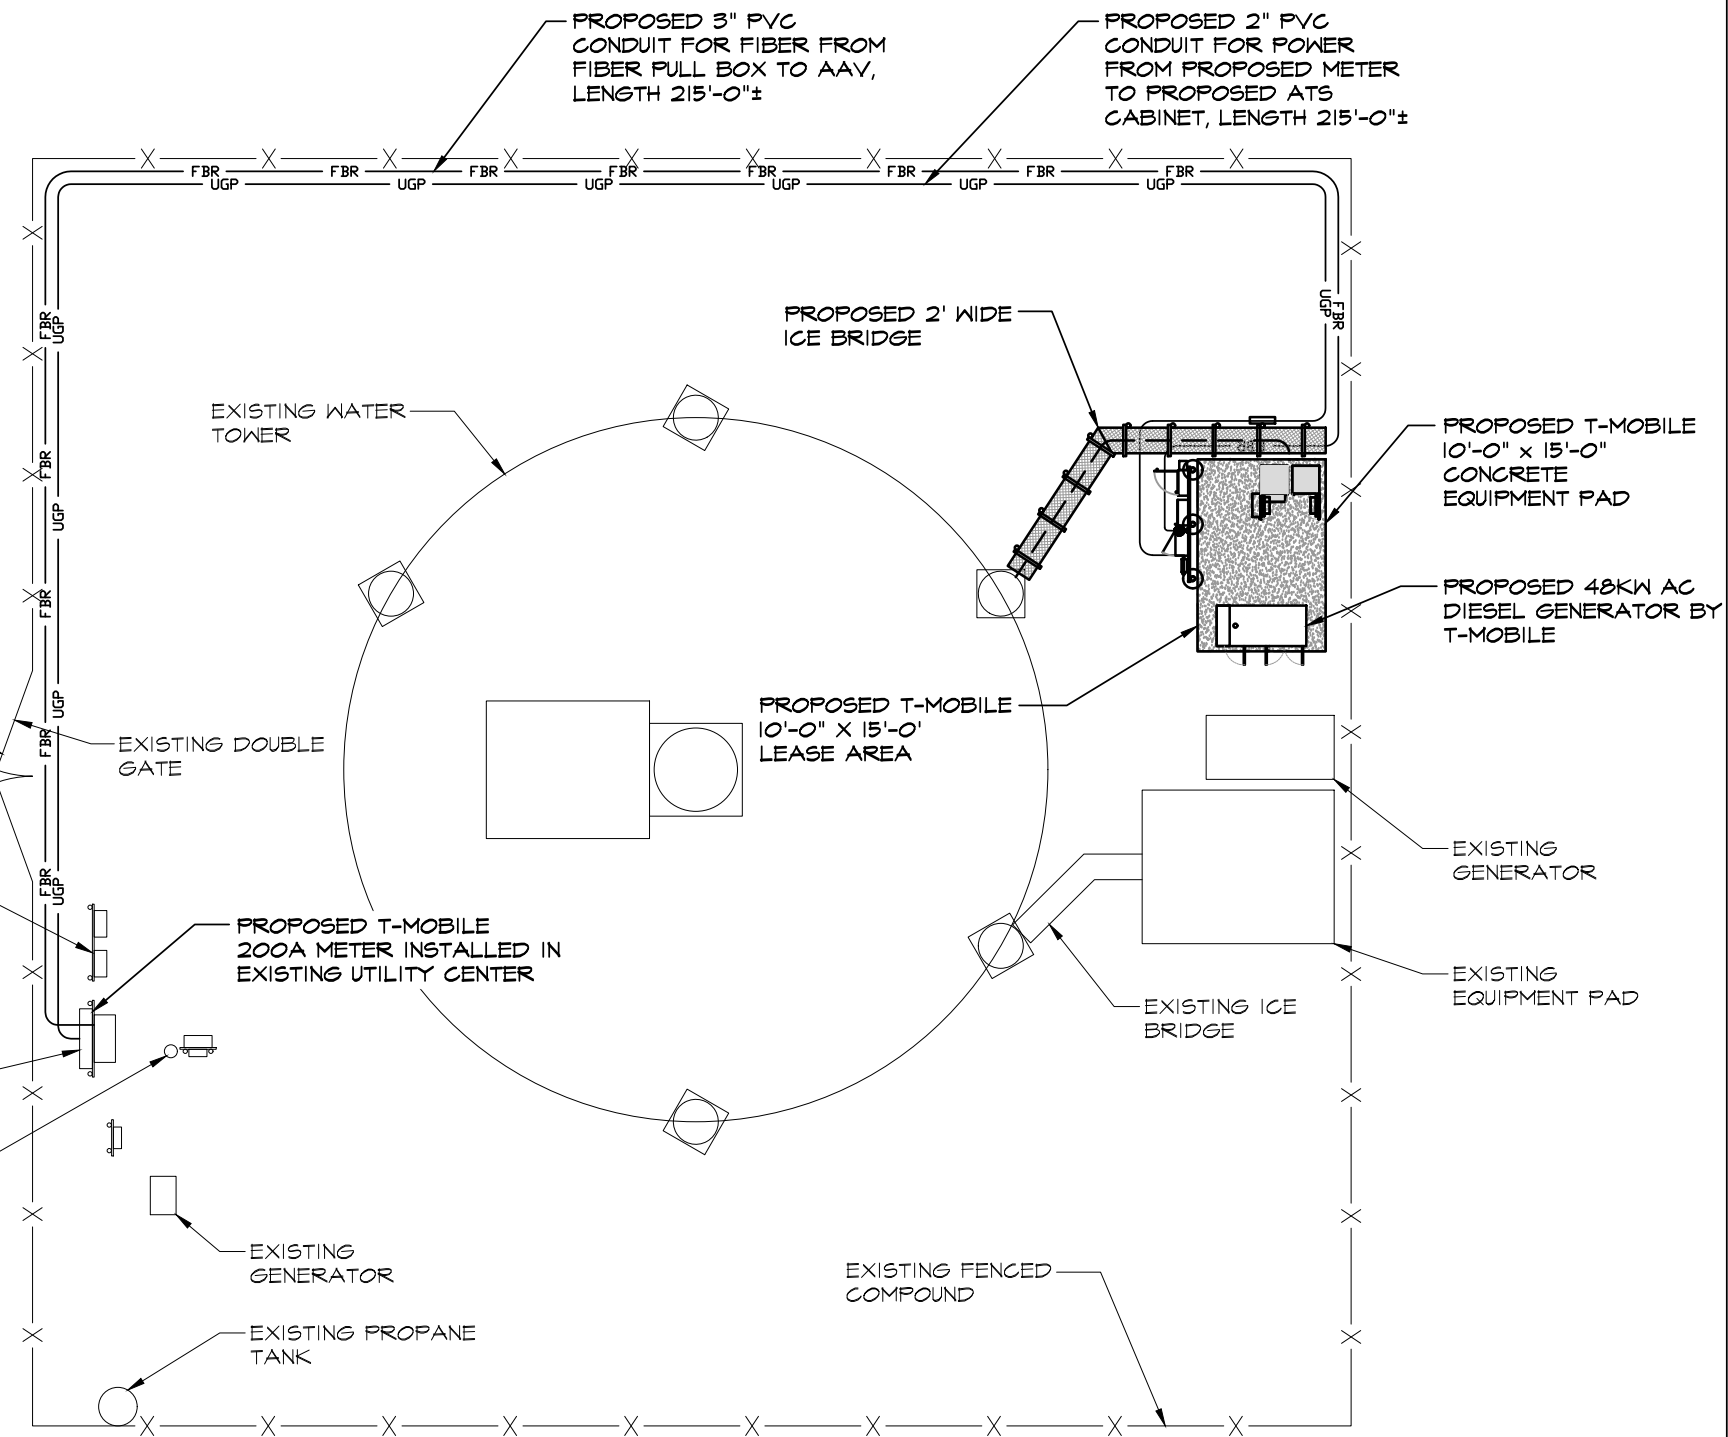 PROPOSED 3" PVC
CONDUIT FOR FIBER FROM
FIBER PULL BOX TO AAV,
LENGTH 215'-0"±
PROPOSED 2" PVC
CONDUIT FOR POWER
FROM PROPOSED METER
TO PROPOSED ATS
CABINET, LENGTH 215'-0"±
FBR FBR FBR FBR FBR FBR FBR FBR
UGP UGP UGP UGP UGP UGP
FBR
UGP
FBR
UGP
FBR
UGP
FBR
UGP
FBR
UGP
FBR
UGP
PROPOSED 2' WIDE
ICE BRIDGE
EXISTING WATER
TOWER
PROPOSED T-MOBILE
10'-0" x 15'-0"
CONCRETE
EQUIPMENT PAD
PROPOSED 48KW AC
DIESEL GENERATOR BY
T-MOBILE
PROPOSED T-MOBILE
10'-0" X 15'-0'
LEASE AREA
EXISTING DOUBLE
GATE
EXISTING
GENERATOR
PROPOSED T-MOBILE
200A METER INSTALLED IN
EXISTING UTILITY CENTER
EXISTING
EQUIPMENT PAD
EXISTING ICE
BRIDGE
EXISTING
GENERATOR
EXISTING FENCED
COMPOUND
EXISTING PROPANE
TANK